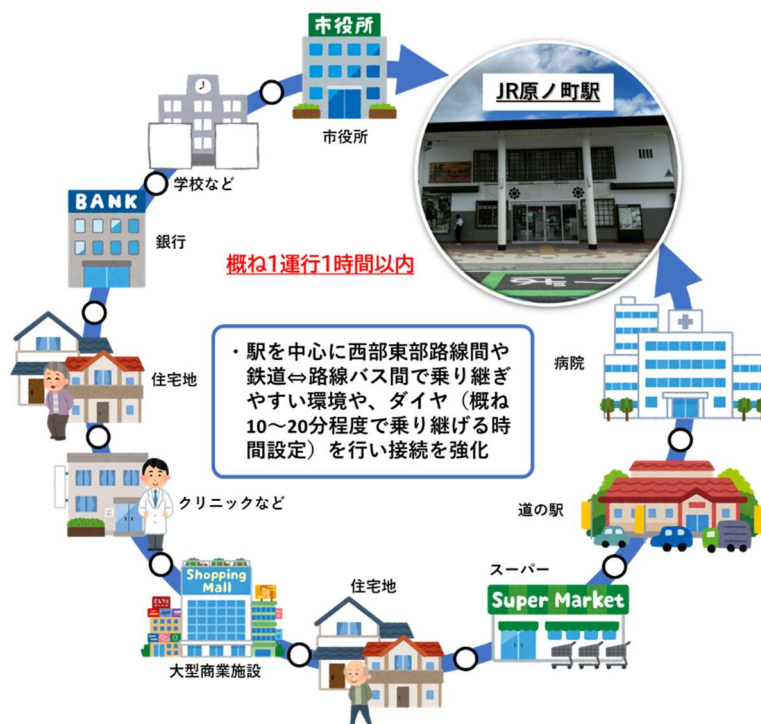 市役所
市役所
JR原ノ町駅
学校など
BANK
銀行
概ね1運行1時間以内
住宅地
・駅を中心に西部東部路線間や
鉄道⇔路線バス間で乗り継ぎ
やすい環境や、ダイヤ（概ね
10～20分程度で乗り継げる時
間設定）を行い接続を強化
病院
クリニックなど
道の駅
Shopping
Mall
大型商業施設
住宅地
スーパー
Super Market